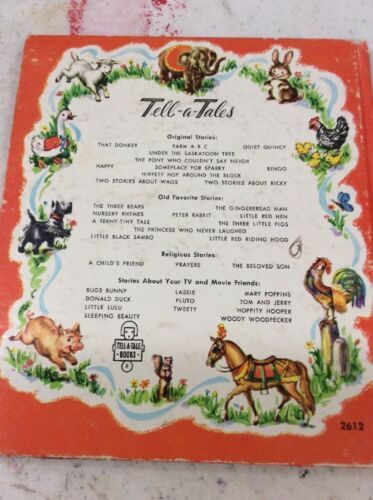 Tell-a-Tales
Original Stories:
THAT DONKEY FARM A B C QUIET QUINCY
UNDER THE SASKATOON TREE
THE PONY WHO COULDN'T SAY NEIGH
HAPPY SOMEPLACE FOR SPARKY BINGO
HIPPETY HOP AROUND THE BLOCK
TWO STORIES ABOUT WAGS TWO STORIES ABOUT RICKY
Old Favorite Stories:
THE THREE BEARS THE GINGERBREAD MAN
NURSERY RHYMES PETER RABBIT LITTLE RED HEN
A TEENY-TINY TALE THE THREE LITTLE PIGS
THE PRINCESS WHO NEVER LAUGHED
LITTLE BLACK SAMBO LITTLE RED RIDING HOOD
Religious Stories:
A CHILD'S FRIEND PRAYERS THE BELOVED SON
Stories About Your TV and Movie Friends:
BUGS BUNNY LASSIE MARY POPPINS
DONALD DUCK PLUTO TOM AND JERRY
LITTLE LULU TWEETY HOPPITY HOOPER
SLEEPING BEAUTY WOODY WOODPECKER
TELL-A-TALE
BOOKS
2612